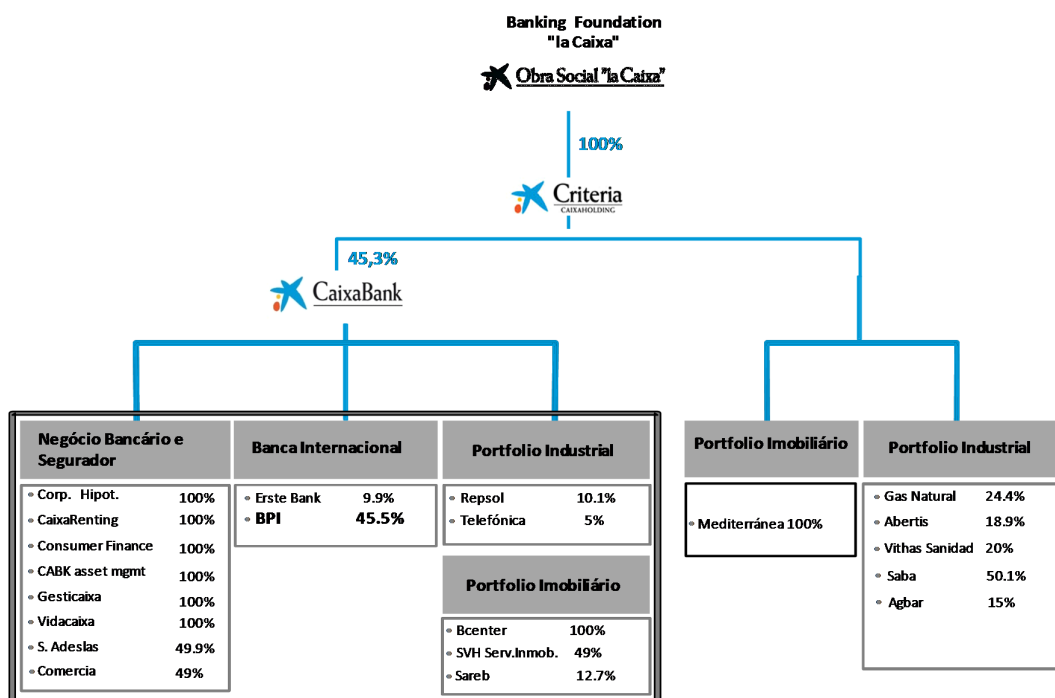 Banking Foundation
"la Caixa"
Obra Social "la Caixa"
100%
Criteria
CAIXAHOLDING
45,3%
CaixaBank
Negócio Bancário e
Segurador
Corp. Hipot. 100%
CaixaRenting 100%
Consumer Finance 100%
CABK asset mgmt 100%
Gesticaixa 100%
Vidacaixa 100%
S. Adeslas 49.9%
Comercia 49%
Banca Internacional
Erste Bank 9.9%
BPI 45.5%
Portfolio Industrial
Repsol 10.1%
Telefónica 5%
Portfolio Imobiliário
Bcenter 100%
SVH Serv.Inmob. 49%
Sareb 12.7%
Portfolio Imobiliário
Mediterránea 100%
Portfolio Industrial
Gas Natural 24.4%
Abertis 18.9%
Vithas Sanidad 20%
Saba 50.1%
Agbar 15%